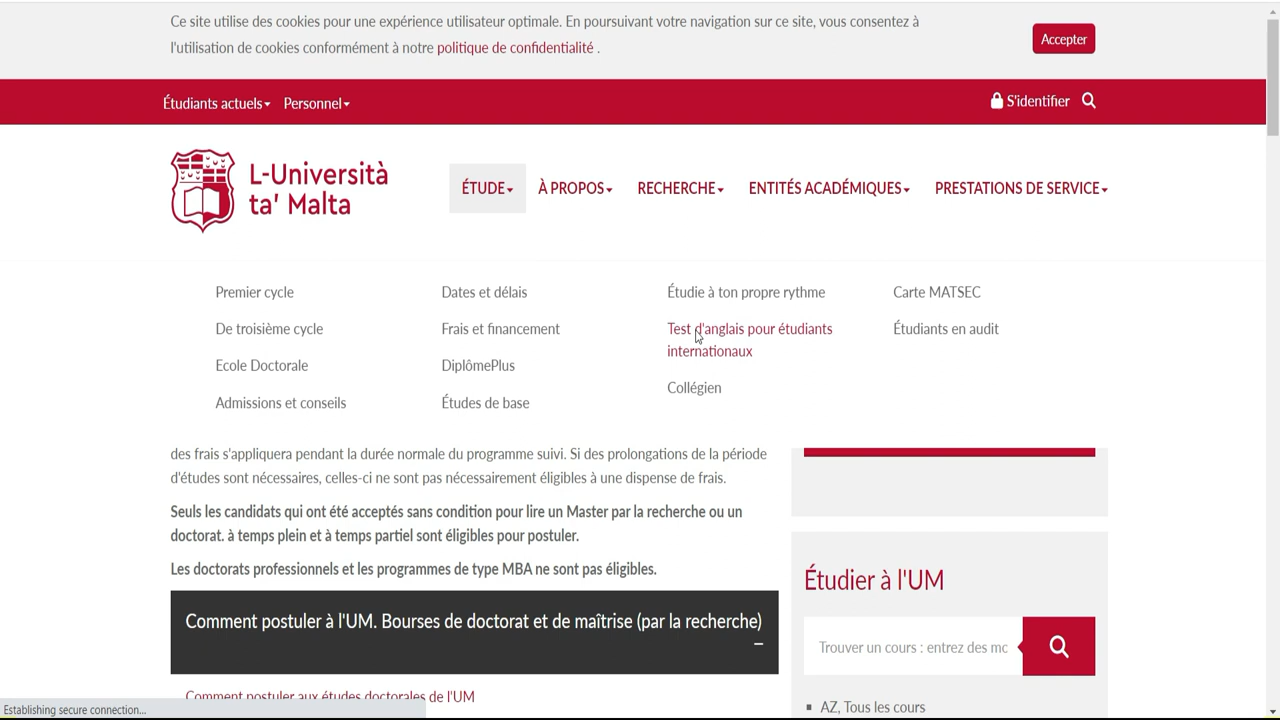 Ce site utilise des cookies pour une expérience utilisateur optimale. En poursuivant votre navigation sur ce site, vous consentez à
l'utilisation de cookies conformément à notre politique de confidentialité .
Accepter
Étudiants actuels
Personnel
S'identifier
L-Università
ta' Malta
ÉTUDE
À PROPOS
RECHERCHE
ENTITÉS ACADÉMIQUES
PRESTATIONS DE SERVICE
Premier cycle
De troisième cycle
Ecole Doctorale
Admissions et conseils
Dates et délais
Frais et financement
DiplômePlus
Études de base
Étudie à ton propre rythme
Test d'anglais pour étudiants
internationaux
Collégien
Carte MATSEC
Étudiants en audit
des frais s'appliquera pendant la durée normale du programme suivi. Si des prolongations de la période
d'études sont nécessaires, celles-ci ne sont pas nécessairement éligibles à une dispense de frais.
Seuls les candidats qui ont été acceptés sans condition pour lire un Master par la recherche ou un
doctorat. à temps plein et à temps partiel sont éligibles pour postuler.
Les doctorats professionnels et les programmes de type MBA ne sont pas éligibles.
Comment postuler à l'UM. Bourses de doctorat et de maîtrise (par la recherche)
Comment postuler aux études doctorales de l'UM
Étudier à l'UM
Trouver un cours : entrez des mc
AZ, Tous les cours
Establishing secure connection...